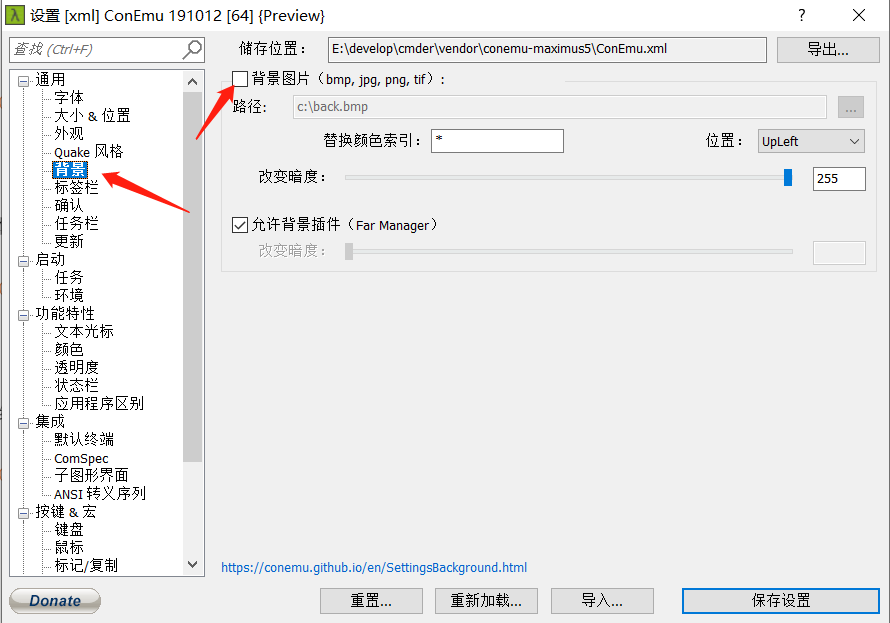 设置 [xml] ConEmu 191012 [64] {Preview}
?
查找 (Ctrl+F)
储存位置：
E:\develop\cmder\vendor\conemu-maximus5\ConEmu.xml
导出...
通用
字体
大小 & 位置
外观
Quake 风格
背景
标签栏
确认
任务栏
更新
启动
任务
环境
功能特性
文本光标
颜色
透明度
状态栏
应用程序区别
集成
默认终端
ComSpec
子图形界面
ANSI 转义序列
按键 & 宏
键盘
鼠标
标记/复制
背景图片（bmp, jpg, png, tif）:
路径:
c:\back.bmp
...
替换颜色索引：
*
位置：
UpLeft
改变暗度：
255
允许背景插件（Far Manager）
改变暗度：
https://conemu.github.io/en/SettingsBackground.html
Donate
重置...
重新加载...
导入...
保存设置